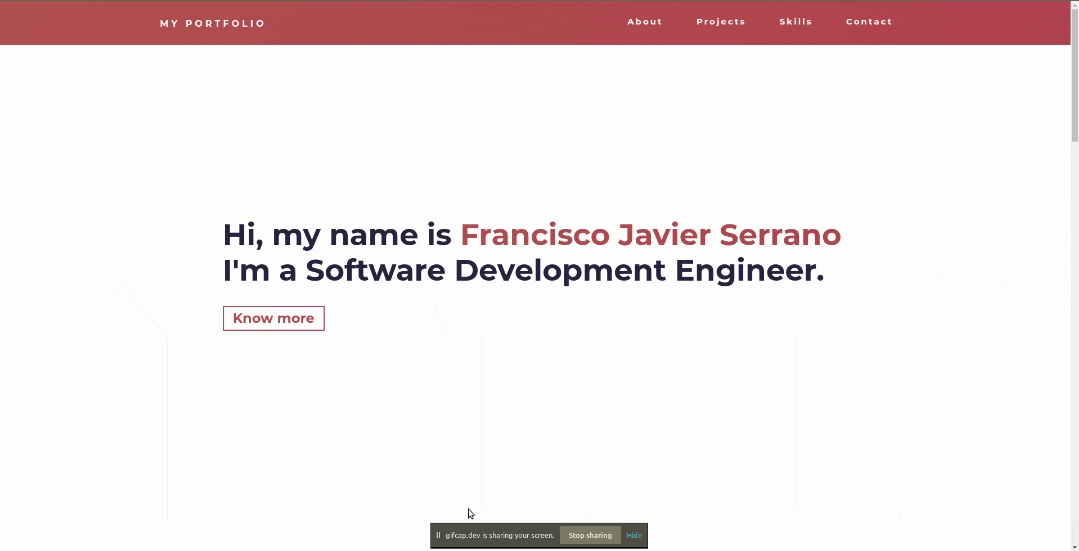 MY PORTFOLIO
About Projects Skills Contact
Hi, my name is Francisco Javier Serrano
I'm a Software Development Engineer.
Know more
gifcap.dev is sharing your screen. Stop sharing Hide